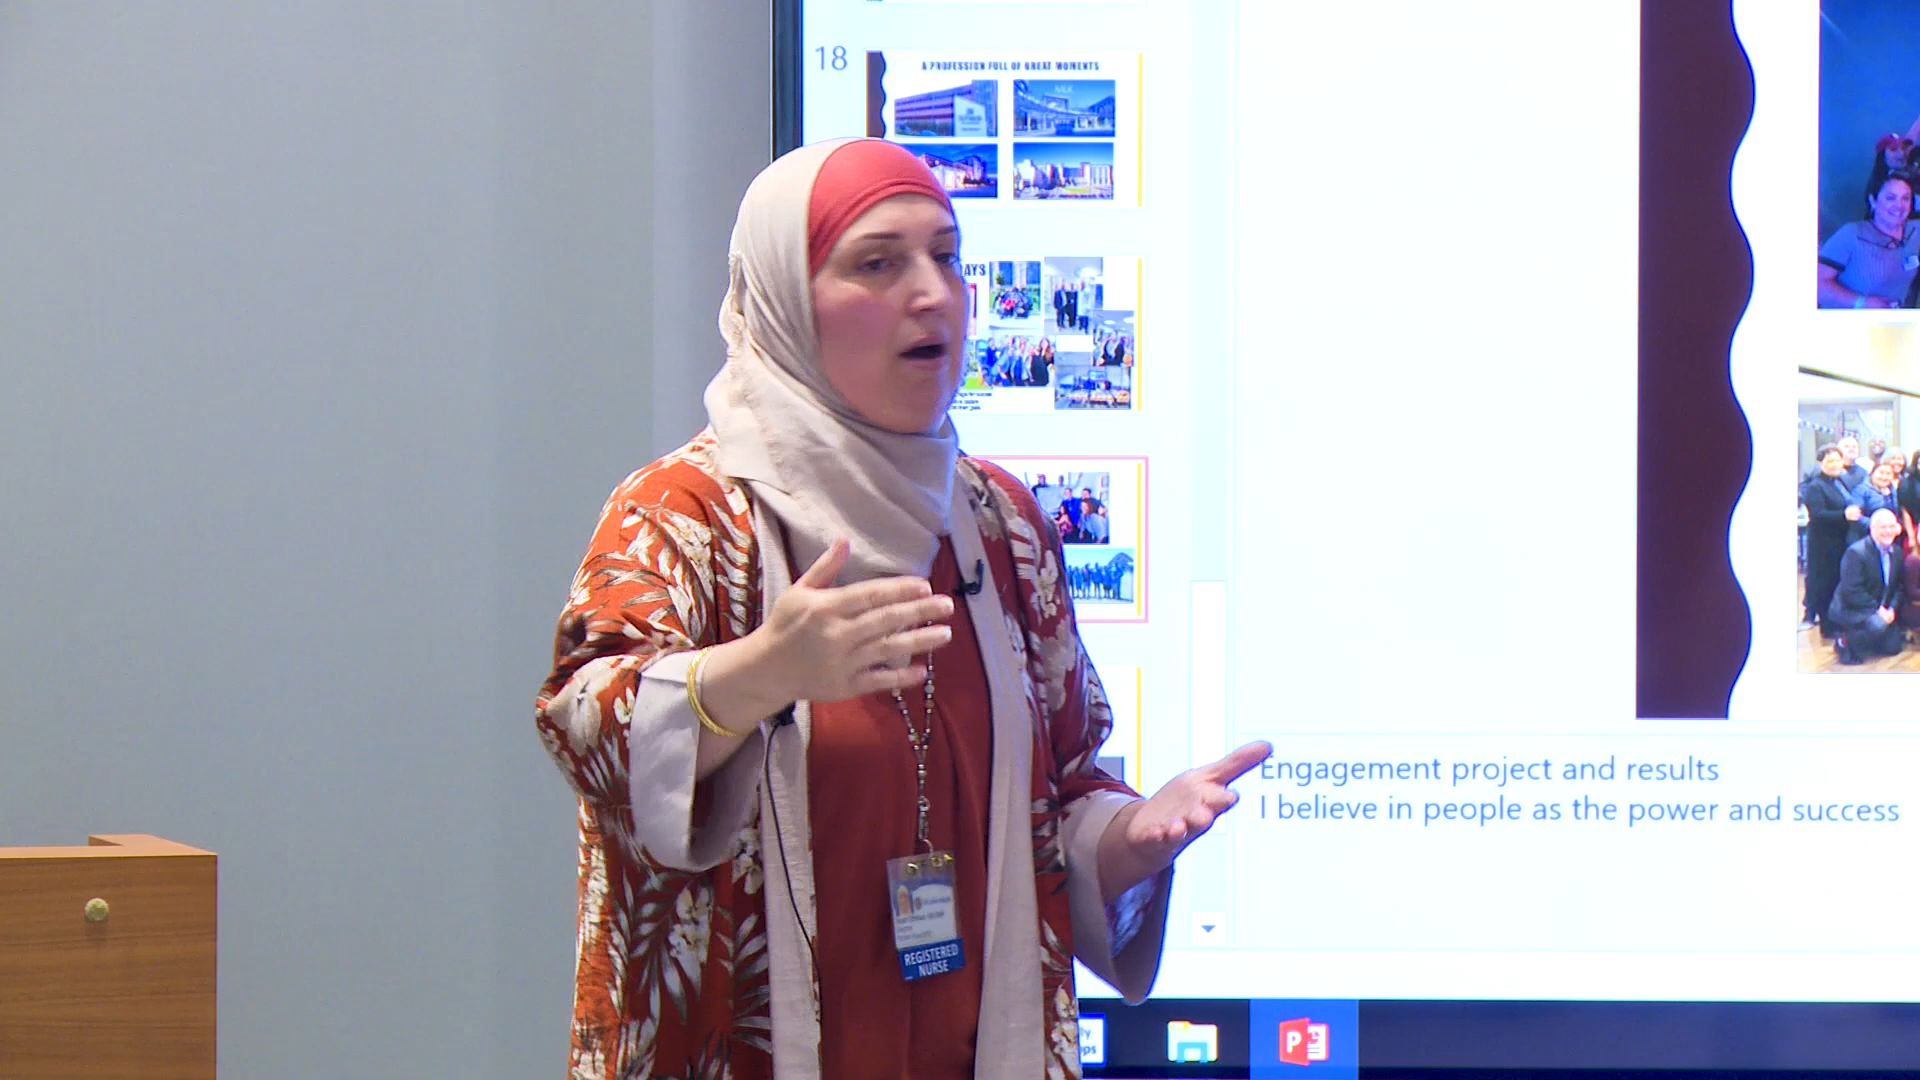 18
A PROFESSION FULL OF GREAT MOMENTS
MLK
AYS
Engagement project and results
I believe in people as the power and success
REGISTERED
NURSE
P